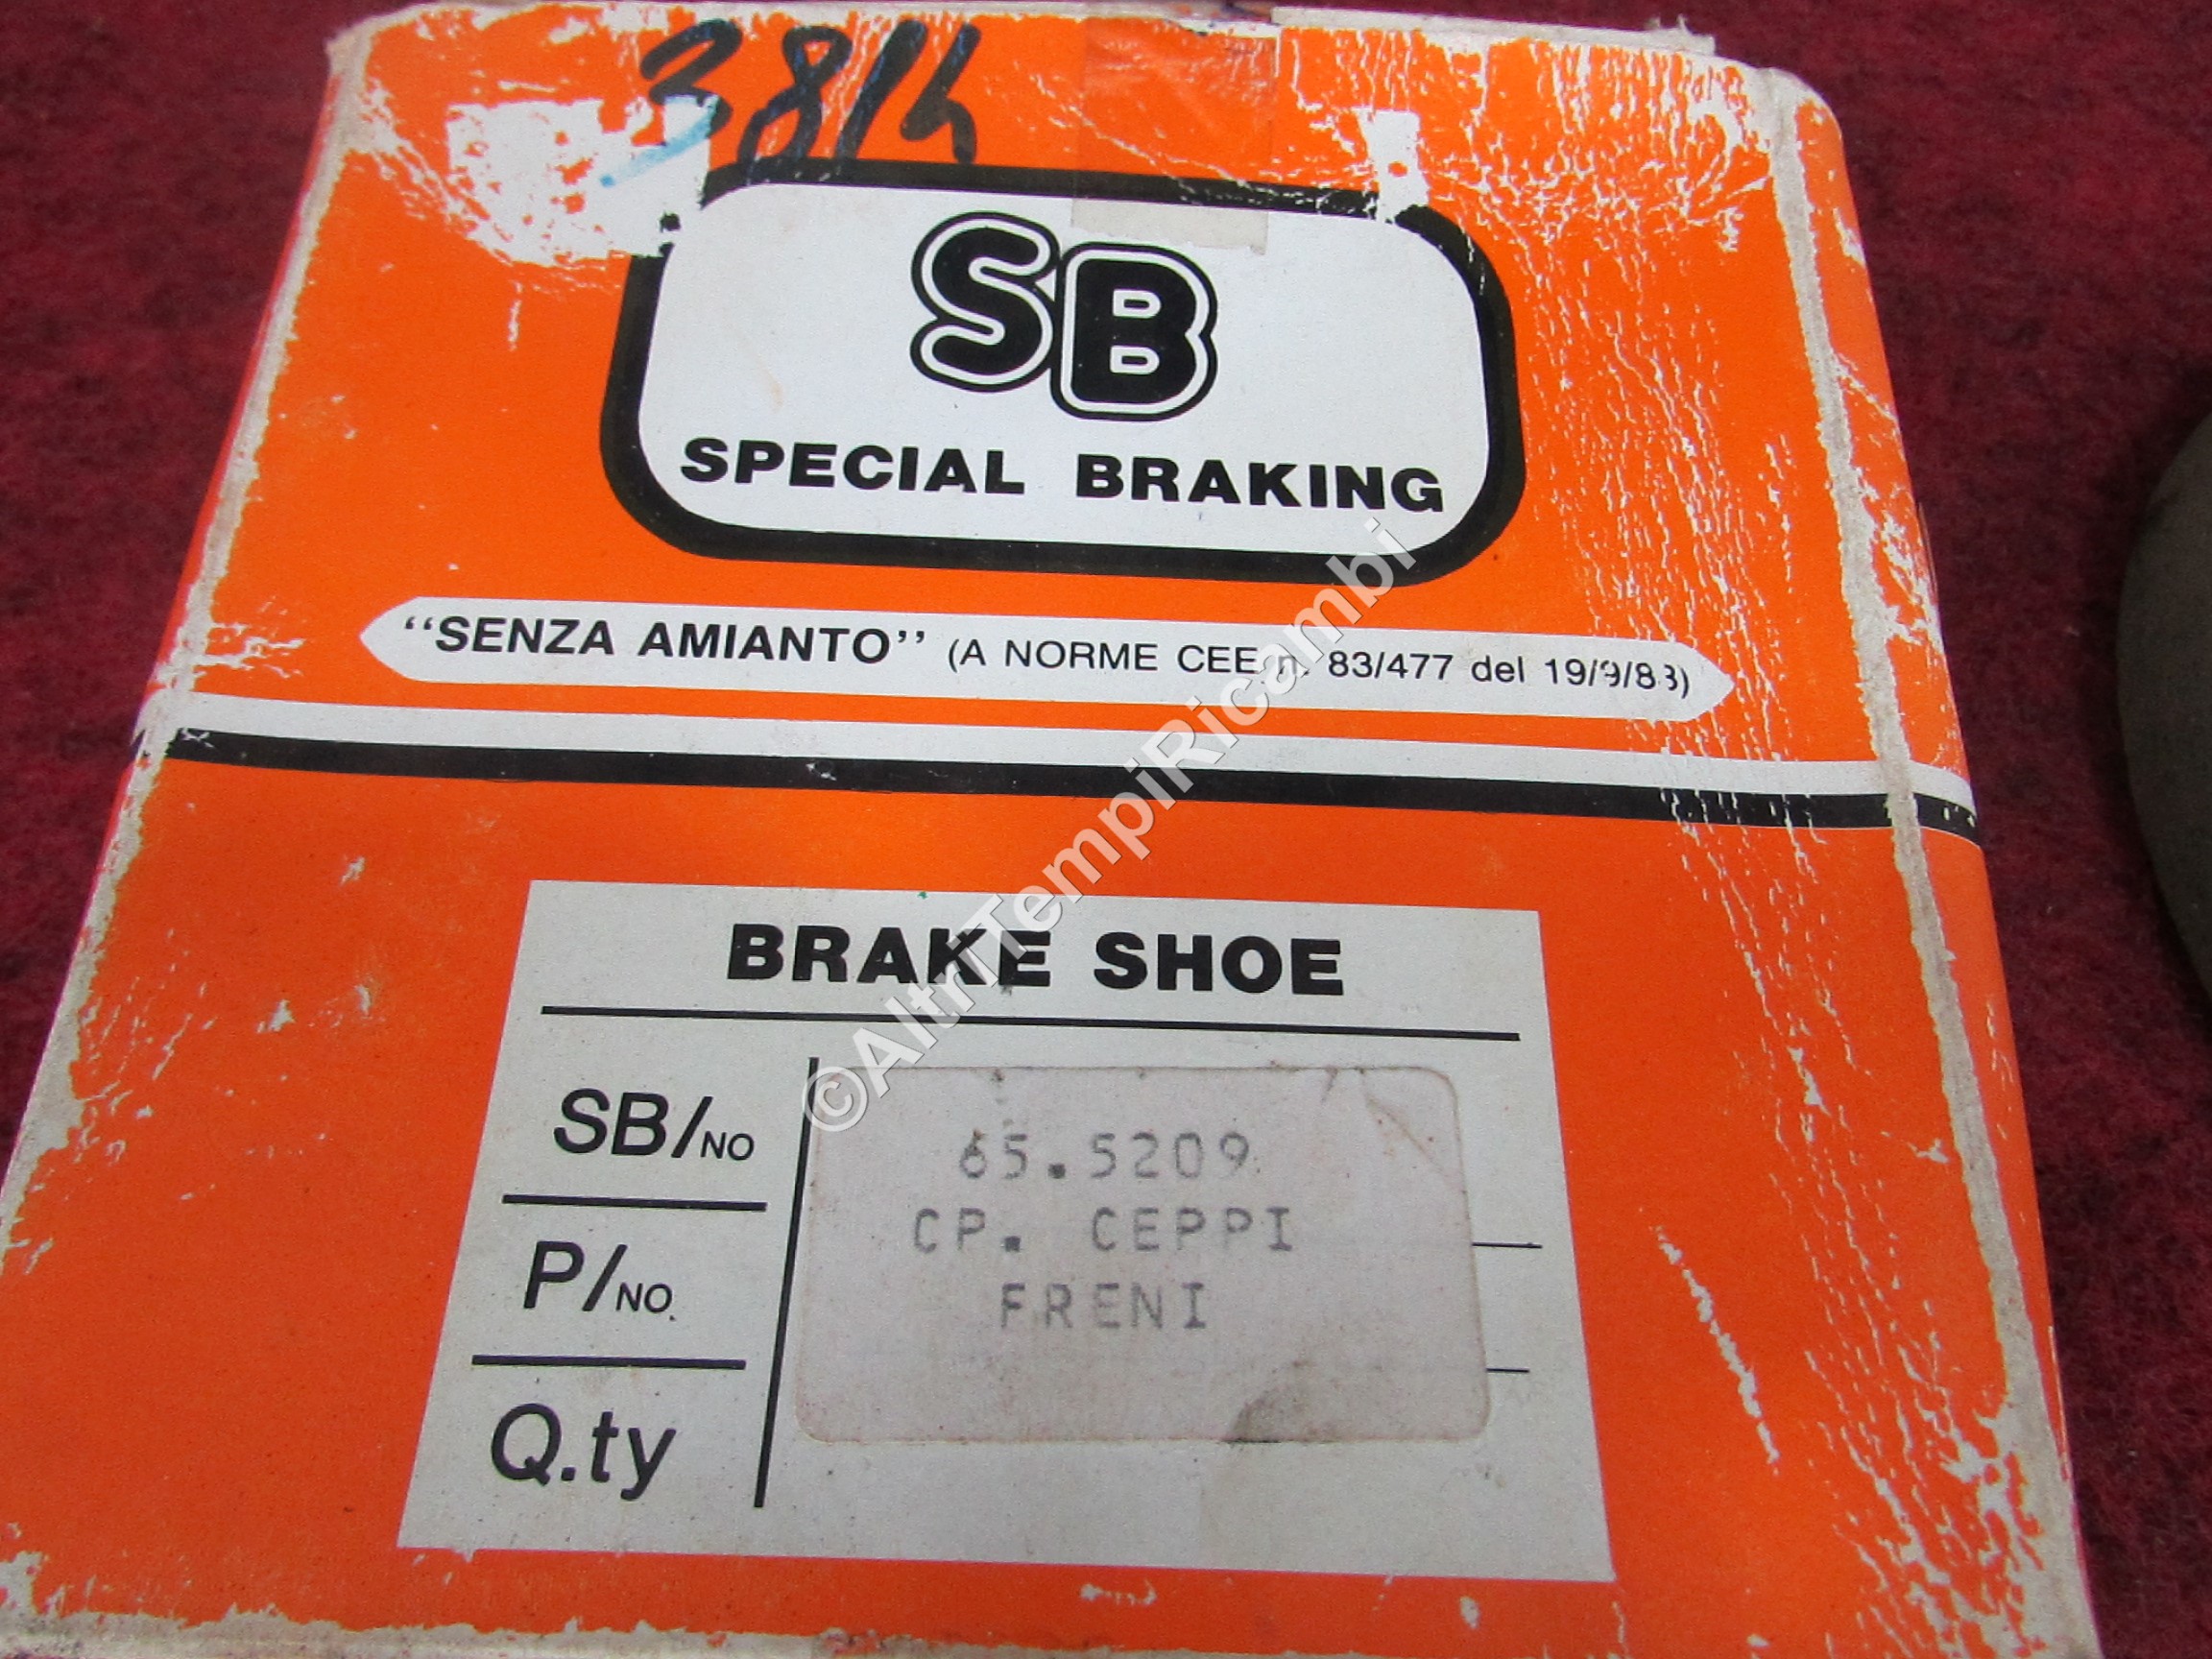 3814
SB
SPECIAL BRAKING
“SENZA AMIANTO” (A NORME CEE n. 83/477 del 19/9/83)
©AltriTempiRicambi
BRAKE SHOE
SB/NO
65.5209
CP. CEPPI
FRENI
P/NO.
Q.ty